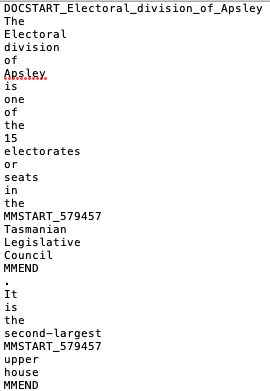 DOCSTART_Electoral_division_of_Apsley
The
Electoral
division
of
Apsley
is
one
of
the
15
electorates
or
seats
in
the
MMSTART_579457
Tasmanian
Legislative
Council
MMEND
.
It
is
the
second-largest
MMSTART_579457
upper
house
MMEND